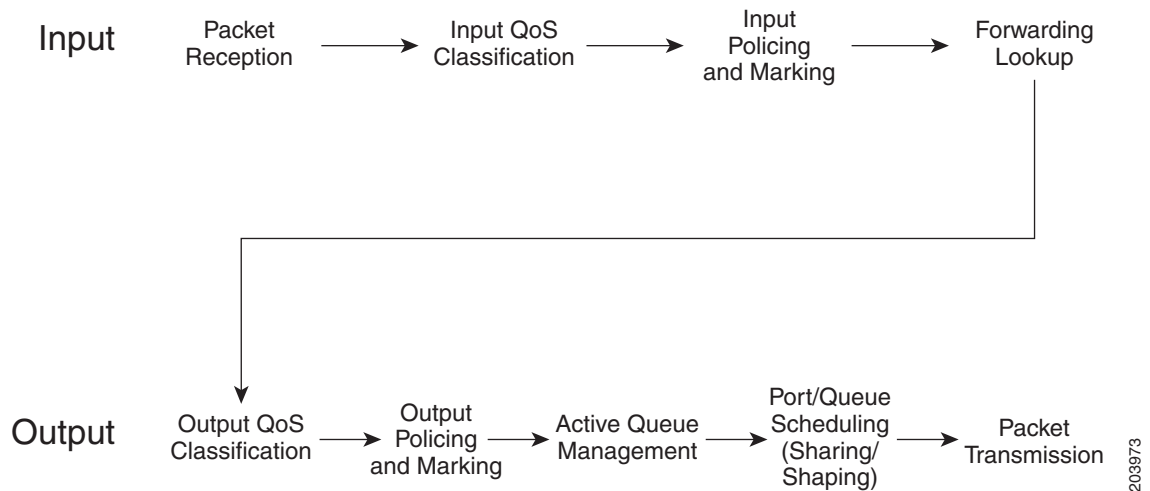 Input
Packet
Reception
Input QoS
Classification
Input
Policing
and Marking
Forwarding
Lookup
Output
Output QoS
Classification
Output
Policing
and Marking
Active Queue
Management
Port/Queue
Scheduling
(Sharing/
Shaping)
Packet
Transmission
203973